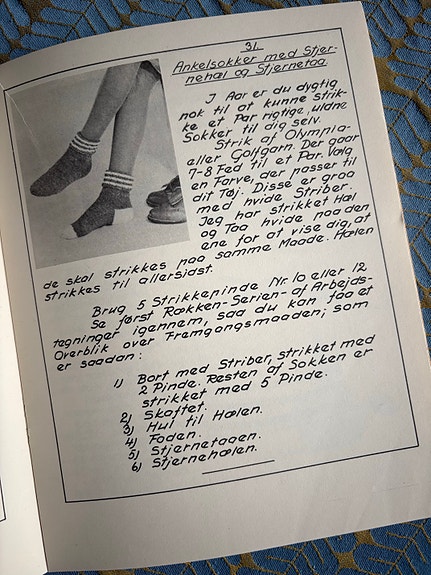 31.
Ankelsokker med Stjer-
nehæl og Stjernetaa
I Aar er du dygtig
nok til at kunne strik-
ke et Par rigtige, uldne
Sokker til dig selv.
Strik af Olympia-
eller Golfgarn. Der gaar
7-8 Fed til et Par. Vælg
en Farve, der passer til
dit Tøj. Disse er graa
med hvide Striber.
Jeg har strikket Hæl
og Taa hvide paa den
ene for at vise dig, at
de skal strikkes paa samme Maade. Hælen
strikkes til allersidst.
Brug 5 Strikkepinde Nr. 10 eller 12
Se først Rækken-Serien-af Arbejds-
tegninger igennem, saa du kan faa et
Overblik over Fremgangsmaaden; som
er saadan:
1) Bort med Striber, strikket med
2 Pinde. Resten af Sokken er
strikket med 5 Pinde.
2) Skaftet.
3) Hul til Hælen.
4) Foden.
5) Stjernetaaen.
6) Stjernehælen.